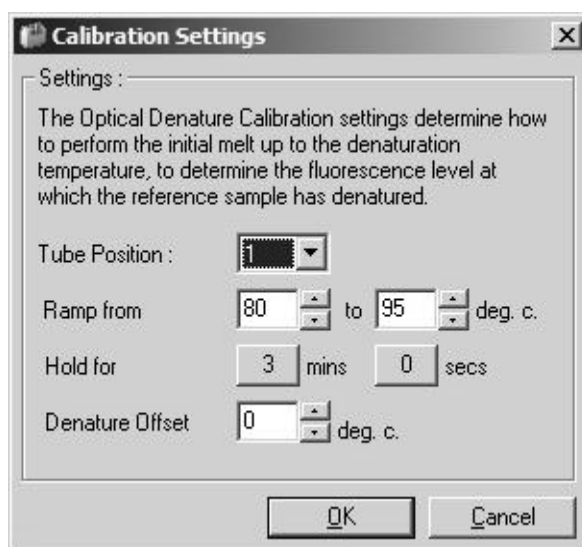 Calibration Settings
Settings :
The Optical Denature Calibration settings determine how
to perform the initial melt up to the denaturation
temperature, to determine the fluorescence level at
which the reference sample has denatured.
Tube Position : 1
Ramp from 80 to 95 deg. c.
Hold for 3 mins 0 secs
Denature Offset 0 deg. c.
OK Cancel